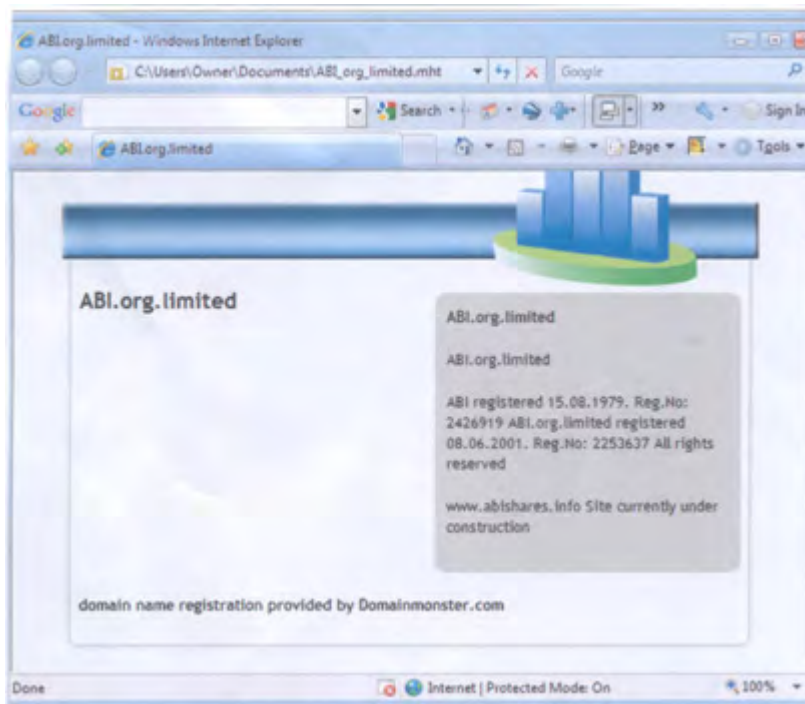 ABI.org.limited - Windows Internet Explorer
C:\Users\Owner\Documents\ABI_org_limited.mht
Google
Google
Search
Sign In
ABI.org.limited
Page
Tools
ABI.org.limited
ABI.org.limited
ABI.org.limited
ABI registered 15.08.1979. Reg.No:
2426919 ABI.org.limited registered
08.06.2001. Reg.No: 2253637 All rights
reserved
www.abishares.info Site currently under
construction
domain name registration provided by Domainmonster.com
Done
Internet | Protected Mode: On
100%